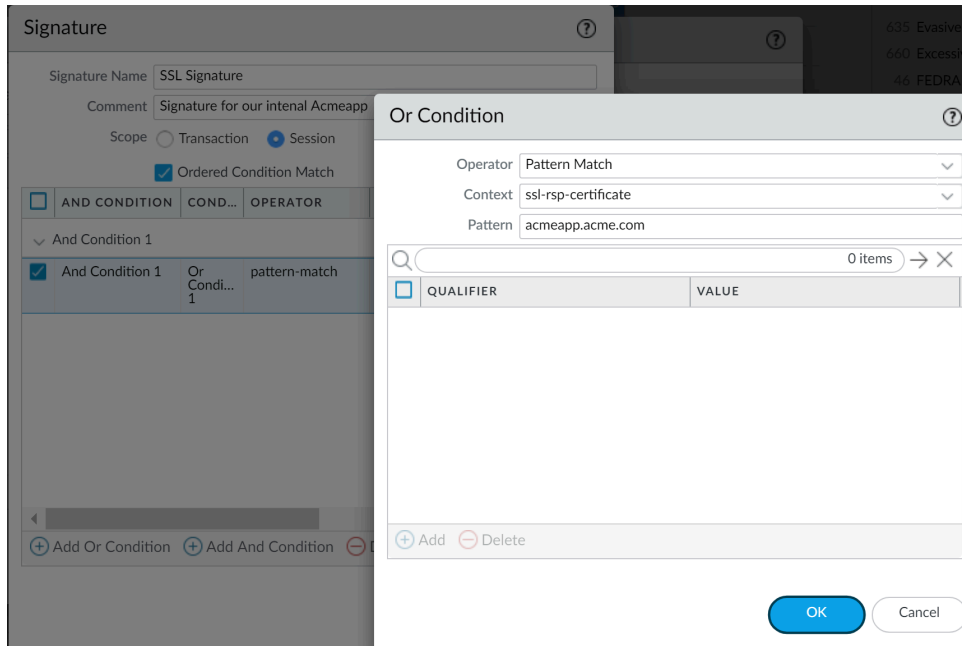 Signature
?
?
635 Evasive
660 Excessi
46 FEDRA
Signature Name SSL Signature
Comment Signature for our intenal Acmeapp
Scope Transaction Session
Ordered Condition Match
AND CONDITION COND... OPERATOR
And Condition 1
And Condition 1 Or Condi... 1 pattern-match
Add Or Condition Add And Condition
Or Condition
?
Operator Pattern Match
Context ssl-rsp-certificate
Pattern acmeapp.acme.com
0 items
QUALIFIER VALUE
Add Delete
OK Cancel